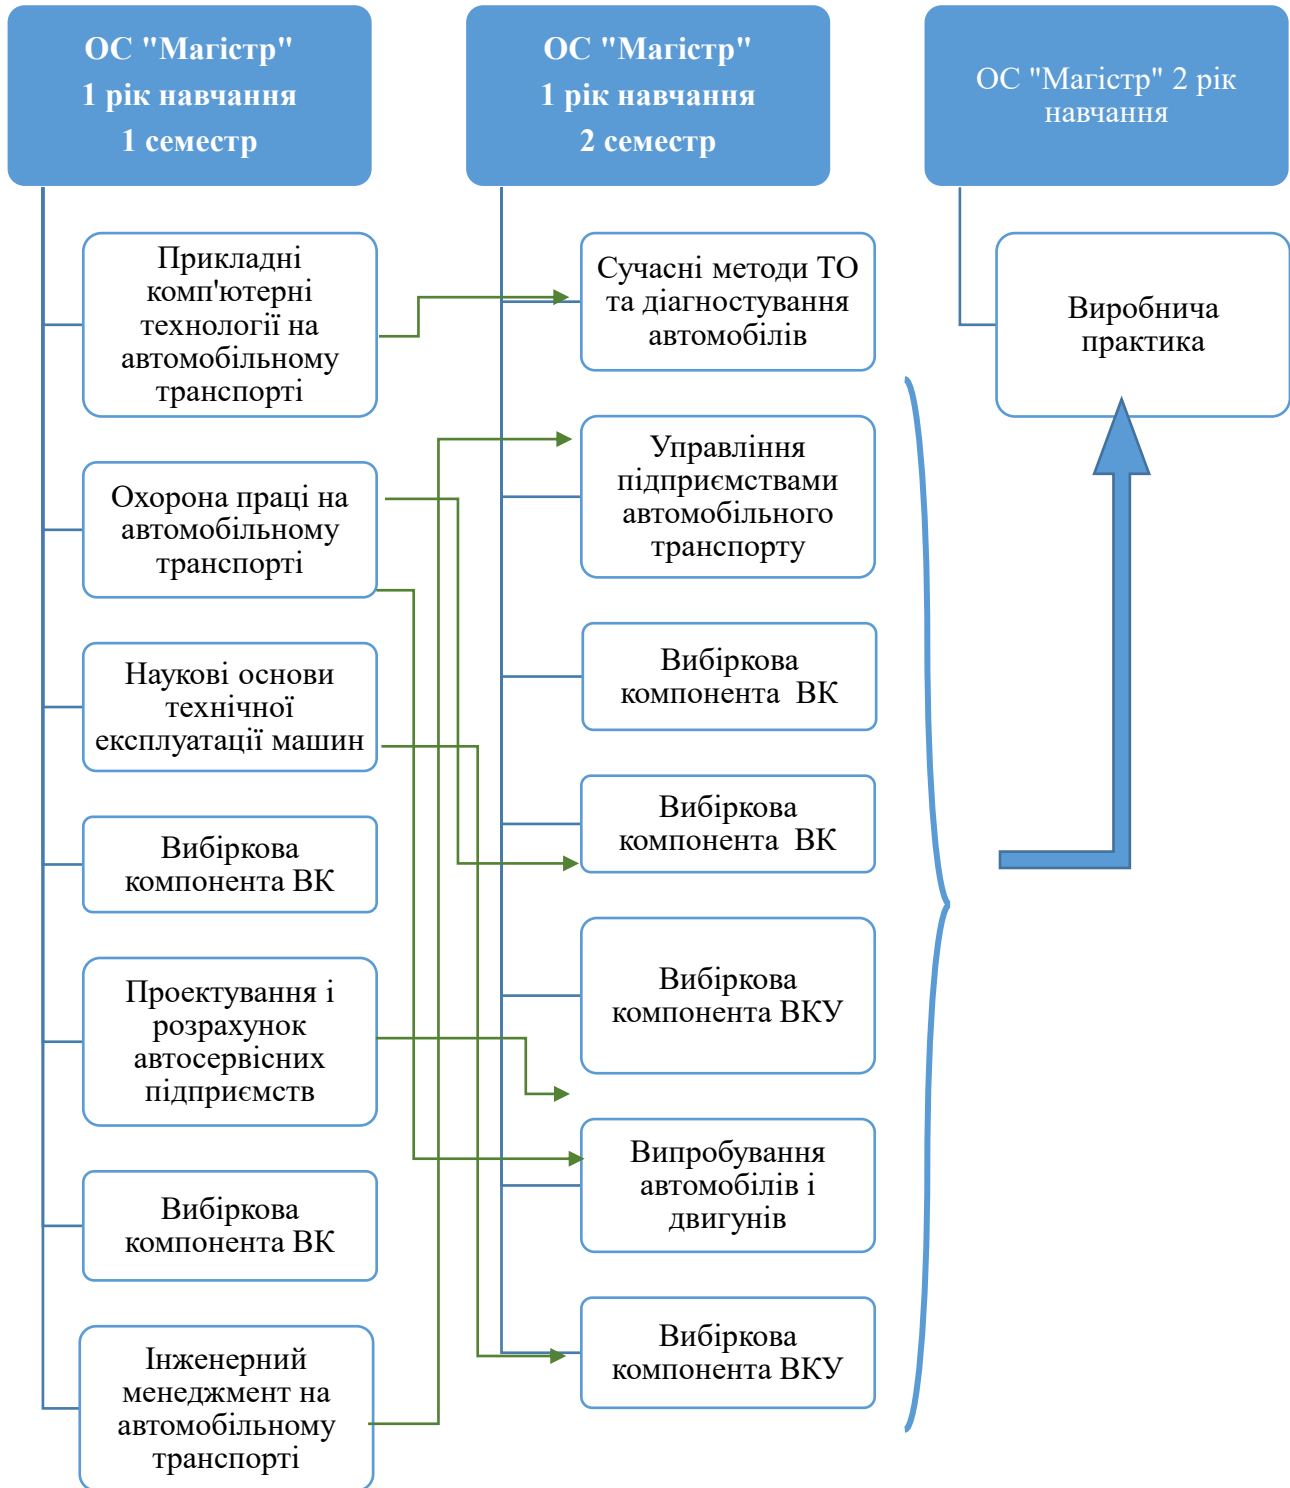 ОС "Магістр"
1 рік навчання
1 семестр
Прикладні
комп'ютерні
технології на
автомобільному
транспорті
Охорона праці на
автомобільному
транспорті
Наукові основи
технічної
експлуатації машин
Вибіркова
компонента ВК
Проектування і
розрахунок
автосервісних
підприємств
Вибіркова
компонента ВК
Інженерний
менеджмент на
автомобільному
транспорті
ОС "Магістр"
1 рік навчання
2 семестр
Сучасні методи ТО
та діагностування
автомобілів
Управління
підприємствами
автомобільного
транспорту
Вибіркова
компонента ВК
Вибіркова
компонента ВК
Вибіркова
компонента ВКУ
Випробування
автомобілів і
двигунів
Вибіркова
компонента ВКУ
ОС "Магістр" 2 рік
навчання
Виробнича
практика